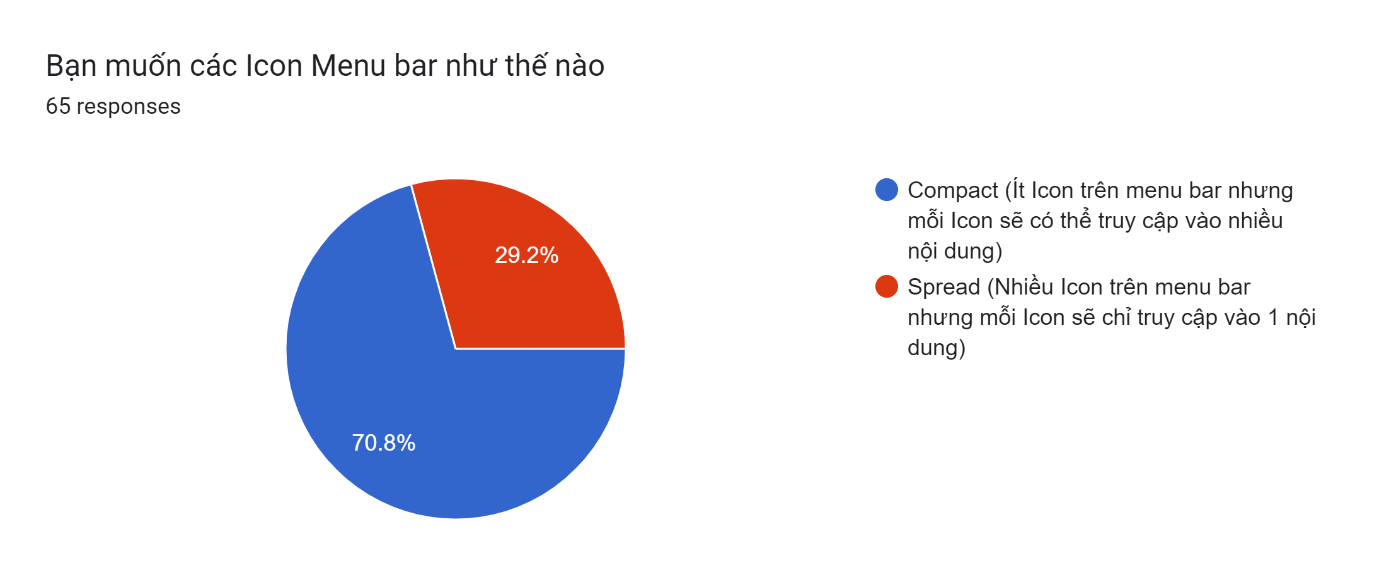 Bạn muốn các Icon Menu bar như thế nào
65 responses
Compact (Ít Icon trên menu bar nhưng
mỗi Icon sẽ có thể truy cập vào nhiều
nội dung)
Spread (Nhiều Icon trên menu bar
nhưng mỗi Icon sẽ chỉ truy cập vào 1 nội
dung)
29.2%
70.8%